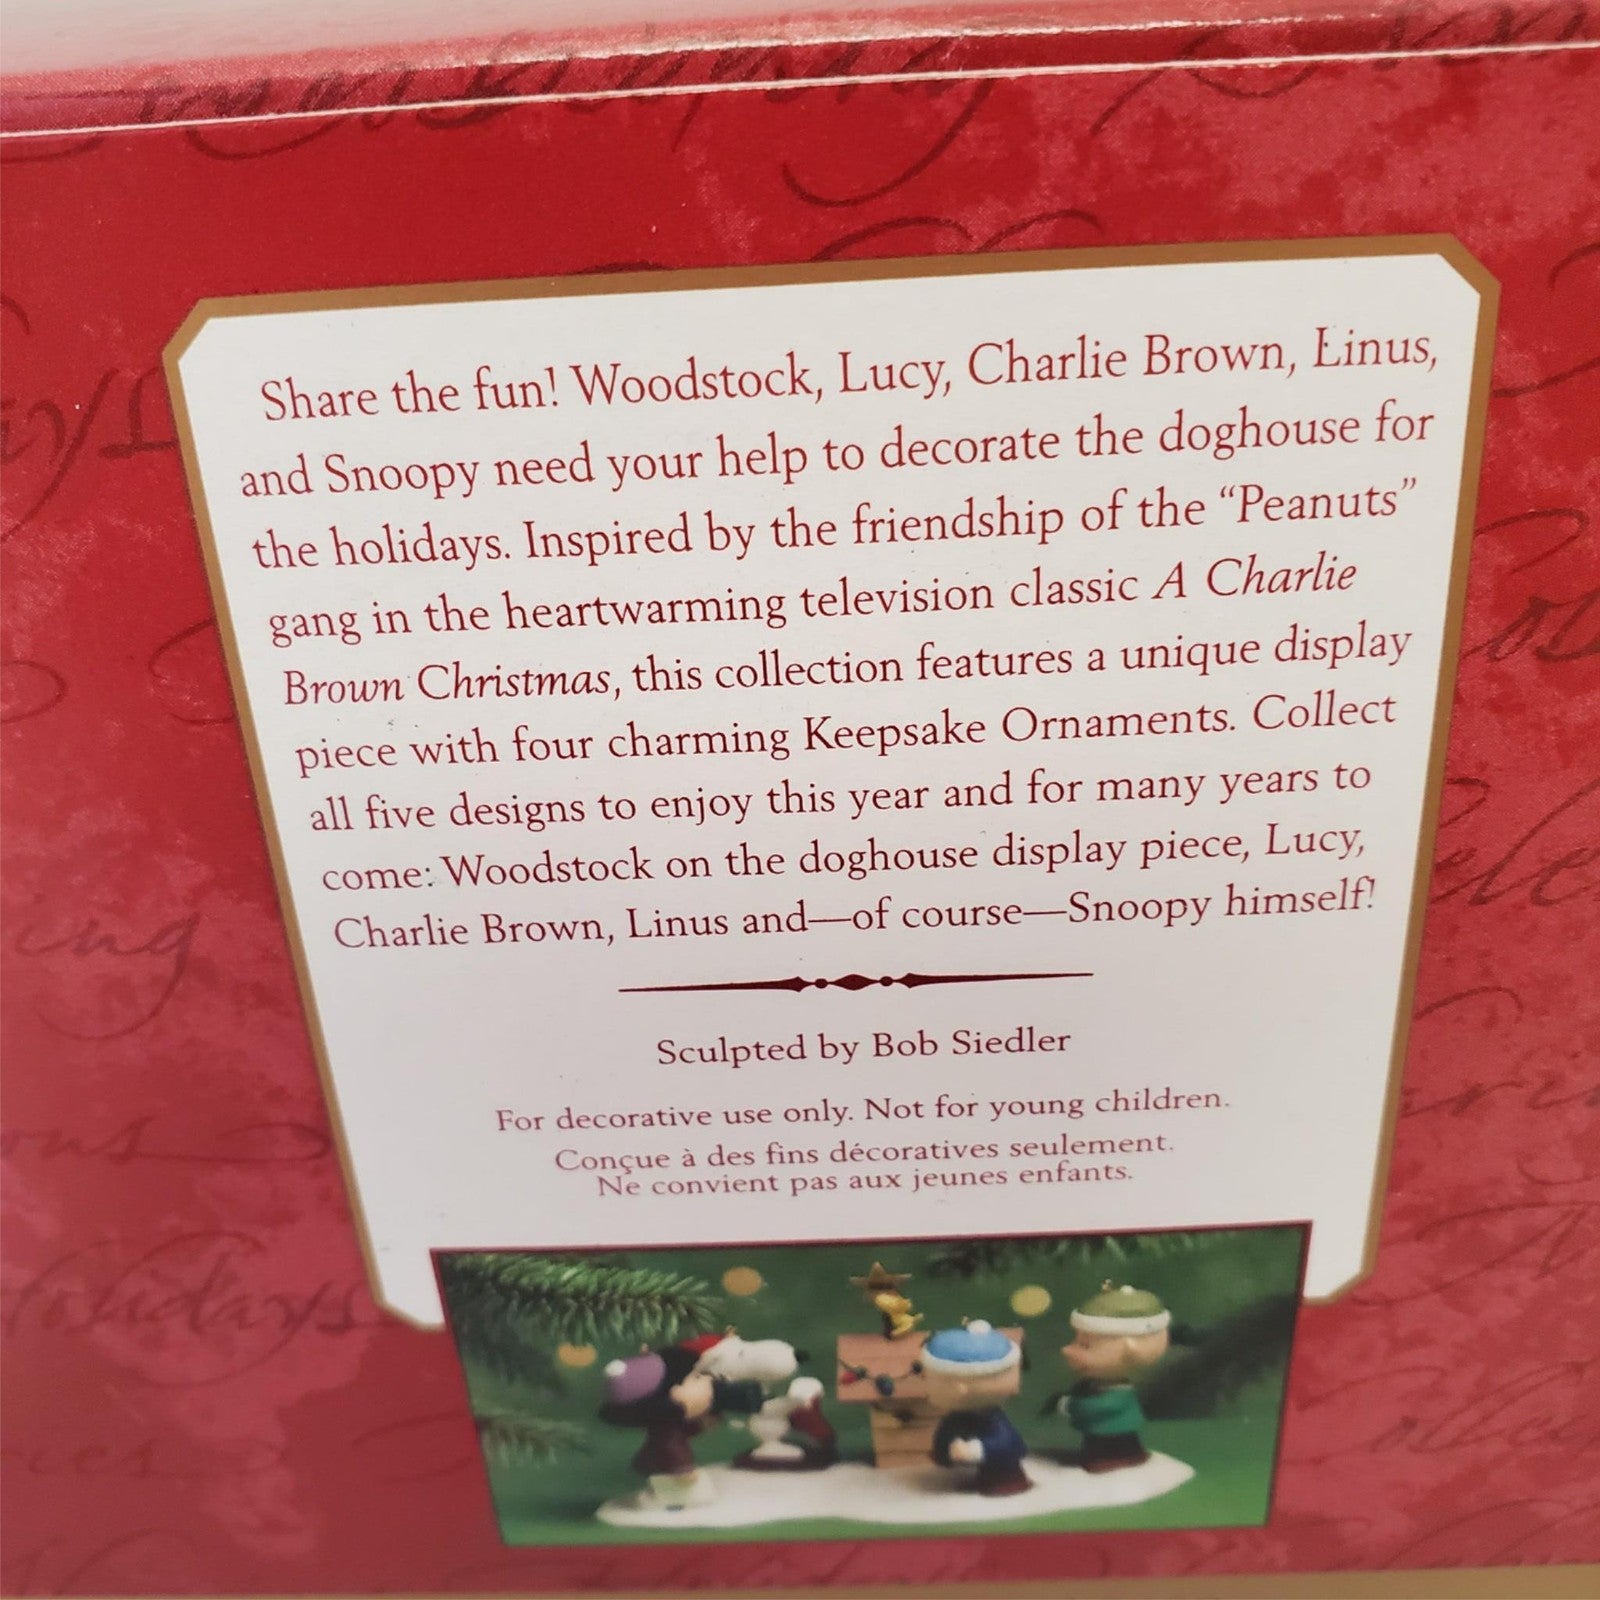 Share the fun! Woodstock, Lucy, Charlie Brown, Linus,
and Snoopy need your help to decorate the doghouse for
the holidays. Inspired by the friendship of the “Peanuts”
gang in the heartwarming television classic A Charlie
Brown Christmas, this collection features a unique display
piece with four charming Keepsake Ornaments. Collect
all five designs to enjoy this year and for many years to
come: Woodstock on the doghouse display piece, Lucy,
Charlie Brown, Linus and—of course—Snoopy himself!
Sculpted by Bob Siedler
For decorative use only. Not for young children.
Conçue à des fins décoratives seulement.
Ne convient pas aux jeunes enfants.